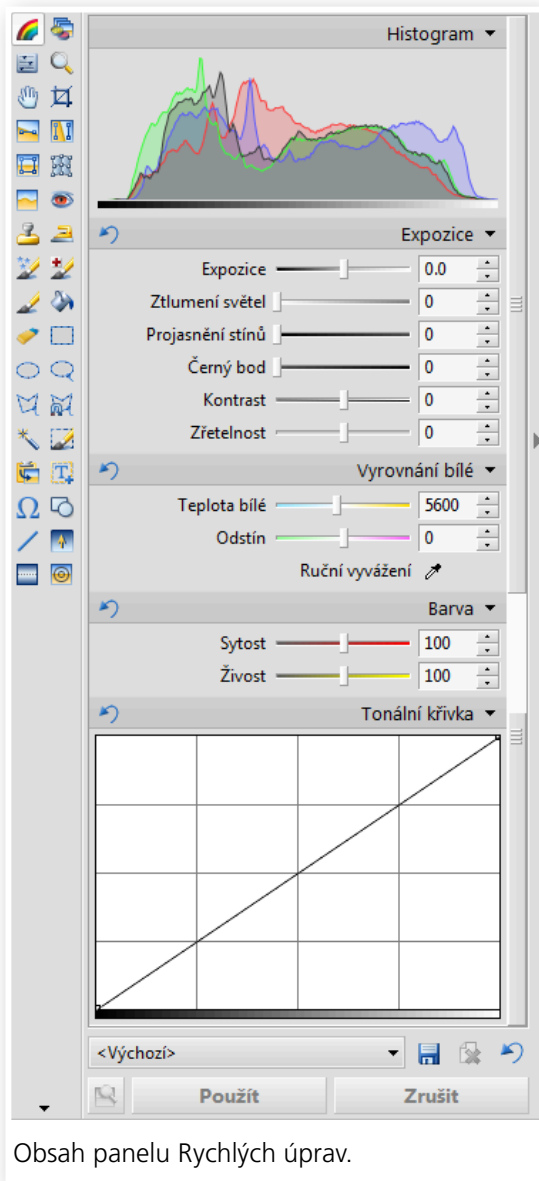 Histogram
Expozice
Expozice 0.0
Ztlumení světel 0
Projasnění stínů 0
Černý bod 0
Kontrast 0
Zřetelnost 0
Vyrovnání bílé
Teplota bílé 5600
Odstín 0
Ruční vyvážení
Barva
Sytost 100
Živost 100
Tonální křivka
<Výchozí>
Použít Zrušit
Obsah panelu Rychlých úprav.